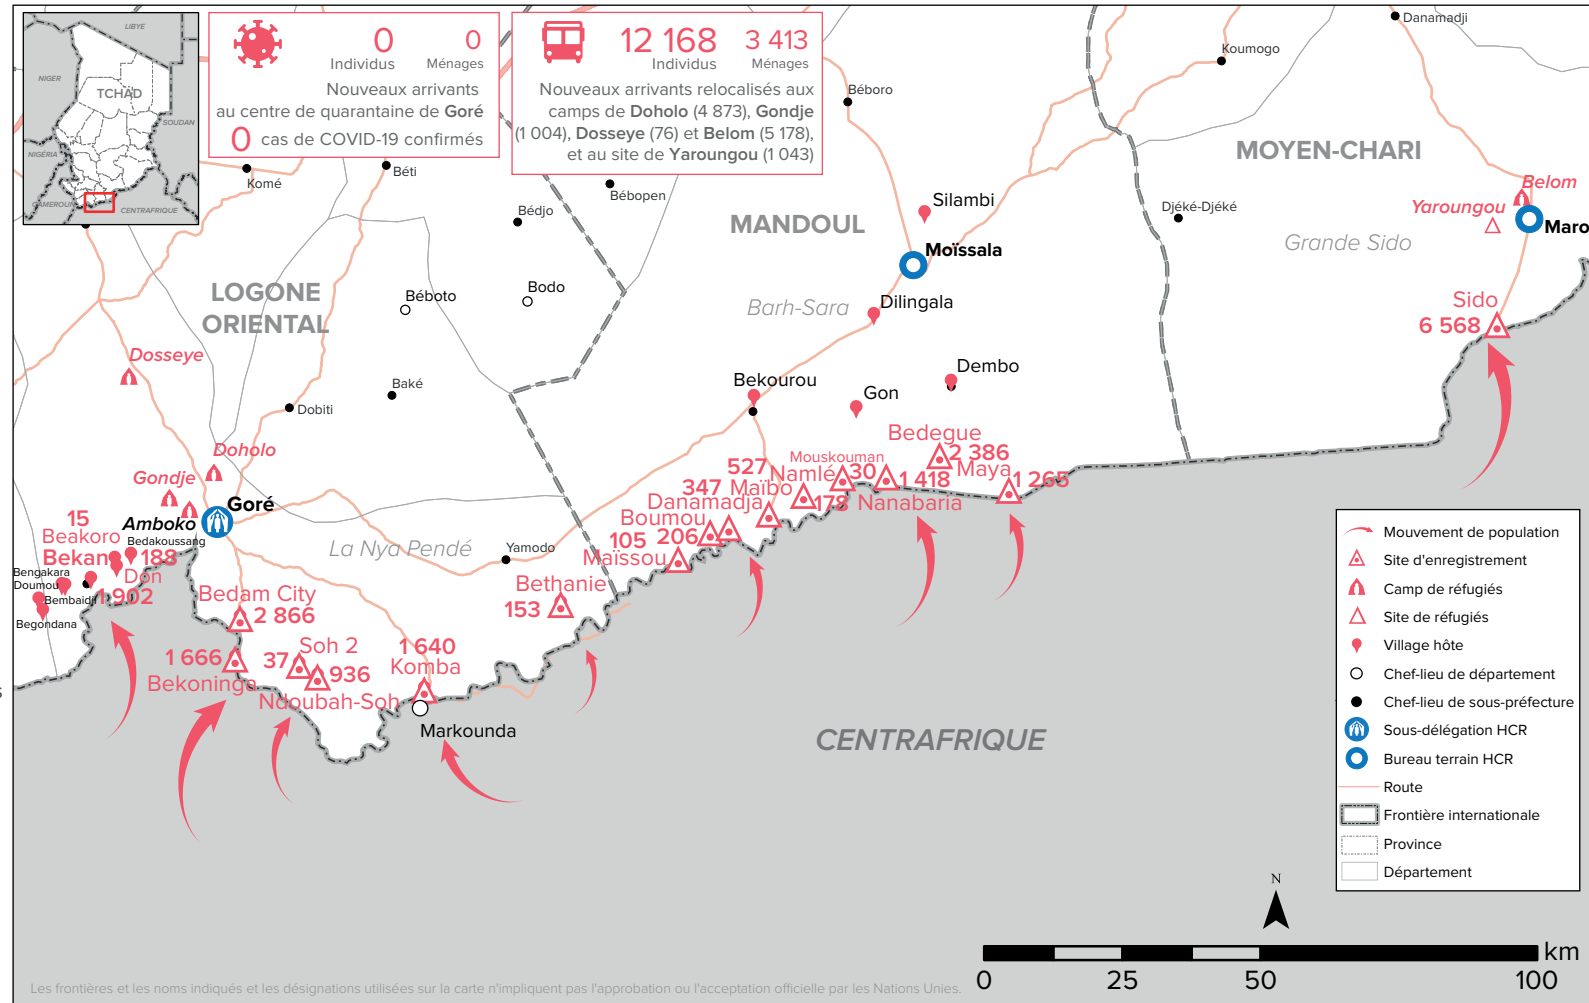 LIBYE
NIGER
TCHAD
SOUDAN
NIGÉRIA
CAMEROUN
CENTRAFRIQUE
0
Individus
0
Ménages
Nouveaux arrivants
au centre de quarantaine de Goré
0 cas de COVID-19 confirmés
12 168
Individus
3 413
Ménages
Nouveaux arrivants relocalisés aux
camps de Doholo (4 873), Gondje
(1 004), Dosseye (76) et Belom (5 178),
et au site de Yaroungou (1 043)
Danamadji
Koumogo
Béboro
MOYEN-CHARI
Komé
Béti
Bébopen
Bédjo
Silambi
MANDOUL
Djéké-Djéké
Belom
Yaroungou
Maro
Grande Sido
Moïssala
LOGONE
ORIENTAL
Béboto
Bodo
Barh-Sara
Dilingala
Sido
6 568
Dosseye
Baké
Dobiti
Bekourou
Gon
Dembo
Doholo
Gondje
Goré
Amboko
Bedakoussang
Bedegue
2 386
Mouskouman
30
527
Namlé
Maya
1 265
347
Maïbo
1 418
178
Nanabaria
Danamadja
Boumou
206
105
Maïssou
15
Beakoro
Bekan
188
Don
Bengakara
Doumou
Bembaidji
1 902
Begondana
La Nya Pendé
Yamodo
Bethanie
153
Bedam City
2 866
Soh 2
37
936
Ndoubah-Soh
1 666
Bekoninga
1 640
Komba
Markounda
CENTRAFRIQUE
Mouvement de population
Site d'enregistrement
Camp de réfugiés
Site de réfugiés
Village hôte
Chef-lieu de département
Chef-lieu de sous-préfecture
Sous-délégation HCR
Bureau terrain HCR
Route
Frontière internationale
Province
Département
N
km
0
25
50
100
Les frontières et les noms indiqués et les désignations utilisées sur la carte n'impliquent pas l'approbation ou l'acceptation officielle par les Nations Unies.